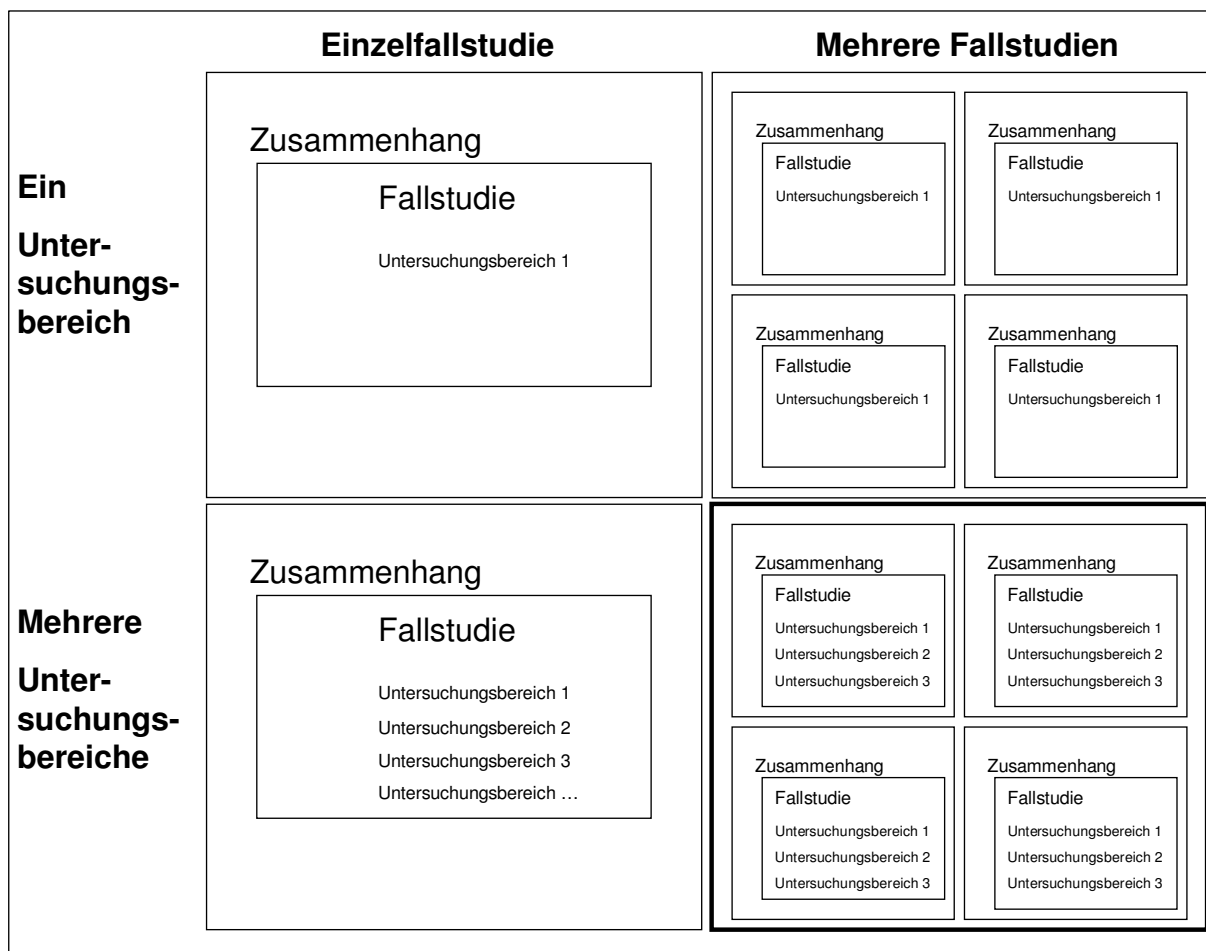 Einzelfallstudie
Mehrere Fallstudien
Ein
Unter-
suchungs-
bereich
Zusammenhang
Fallstudie
Untersuchungsbereich 1
Zusammenhang
Fallstudie
Untersuchungsbereich 1
Zusammenhang
Fallstudie
Untersuchungsbereich 1
Zusammenhang
Fallstudie
Untersuchungsbereich 1
Zusammenhang
Fallstudie
Untersuchungsbereich 1
Mehrere
Unter-
suchungs-
bereiche
Zusammenhang
Fallstudie
Untersuchungsbereich 1
Untersuchungsbereich 2
Untersuchungsbereich 3
Untersuchungsbereich …
Zusammenhang
Fallstudie
Untersuchungsbereich 1
Untersuchungsbereich 2
Untersuchungsbereich 3
Zusammenhang
Fallstudie
Untersuchungsbereich 1
Untersuchungsbereich 2
Untersuchungsbereich 3
Zusammenhang
Fallstudie
Untersuchungsbereich 1
Untersuchungsbereich 2
Untersuchungsbereich 3
Zusammenhang
Fallstudie
Untersuchungsbereich 1
Untersuchungsbereich 2
Untersuchungsbereich 3